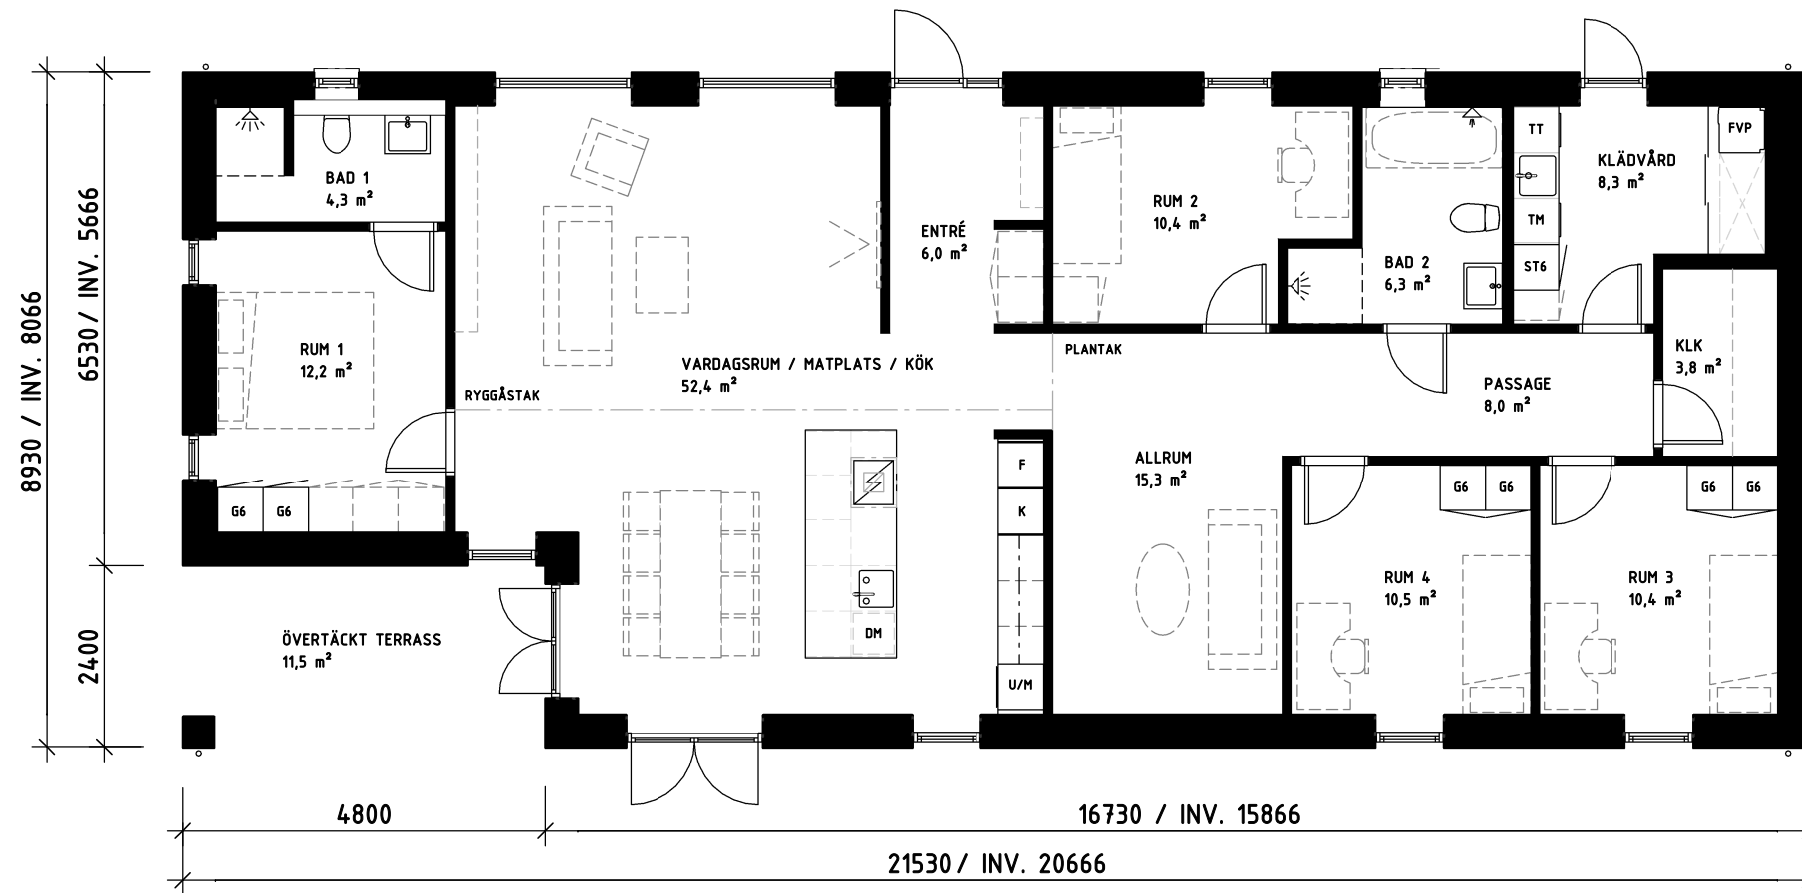 TT
FVP
KLÄDVÅRD
8,3 m²
BAD 1
4,3 m²
RUM 2
10,4 m²
TM
ENTRÉ
6,0 m²
BAD 2
6,3 m²
ST6
8930 / INV. 8066
6530 / INV. 5666
RUM 1
12,2 m²
VARDAGSRUM / MATPLATS / KÖK
52,4 m²
PLANTAK
KLK
3,8 m²
RYGGÅSTAK
PASSAGE
8,0 m²
ALLRUM
15,3 m²
F
K
G6
G6
G6
G6
G6
G6
RUM 4
10,5 m²
RUM 3
10,4 m²
DM
U/M
ÖVERTÄCKT TERRASS
11,5 m²
2400
4800
16730 / INV. 15866
21530 / INV. 20666